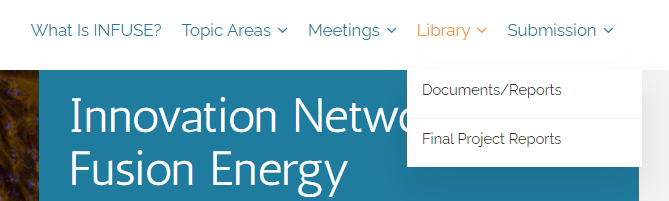 What Is INFUSE? Topic Areas Meetings Library Submission
Documents/Reports
Innovation Netwo
Final Project Reports
Fusion Energy